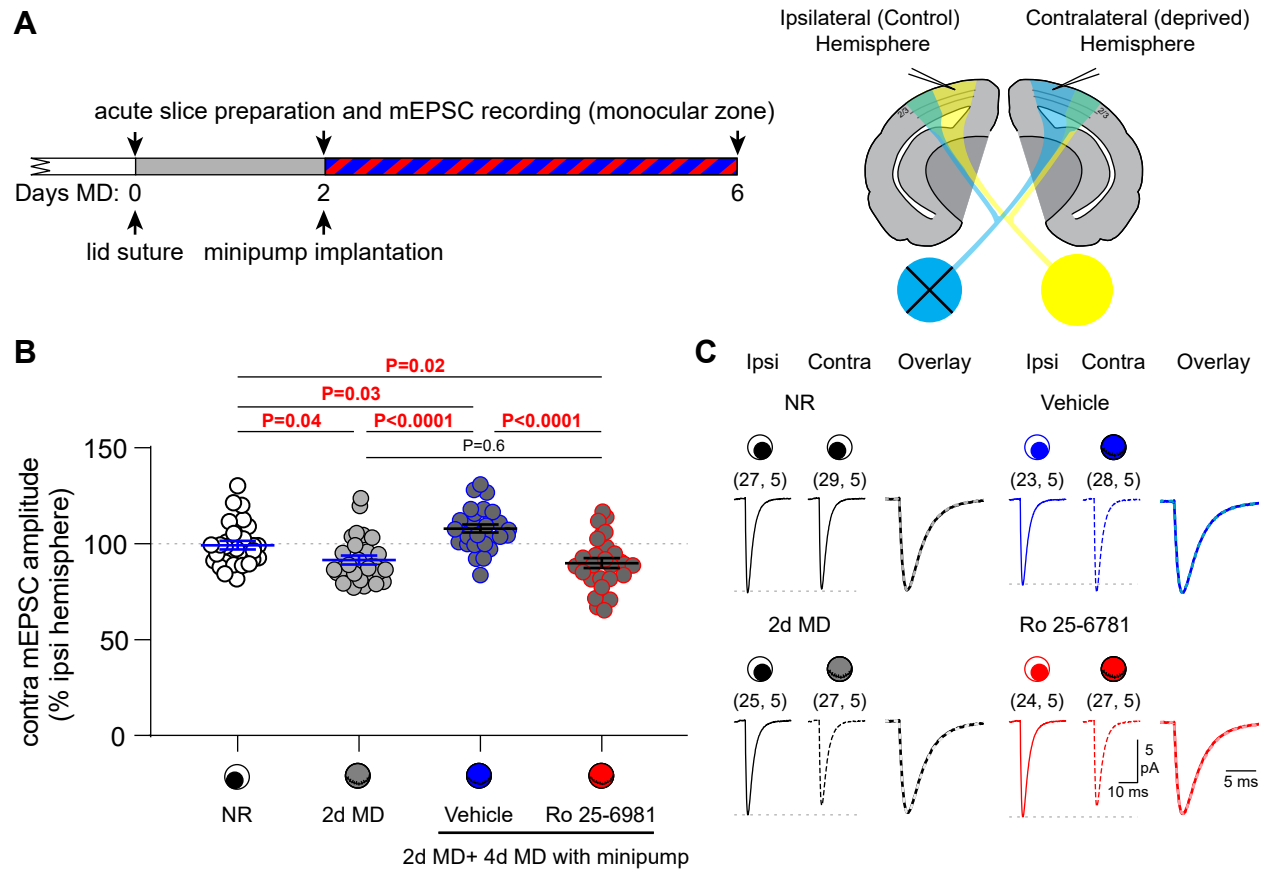 A
acute slice preparation and mEPSC recording (monocular zone)
Days MD: 0 2 6
lid suture minipump implantation
Ipsilateral (Control)
Hemisphere
Contralateral (deprived)
Hemisphere
2/3
2/3
B
P=0.02
P=0.03
P=0.04 P<0.0001 P<0.0001
P=0.6
contra mEPSC amplitude
(% ipsi hemisphere)
150
100
50
0
NR 2d MD Vehicle Ro 25-6981
2d MD+ 4d MD with minipump
C
Ipsi Contra Overlay Ipsi Contra Overlay
NR Vehicle
(27, 5) (29, 5) (23, 5) (28, 5)
2d MD Ro 25-6781
(25, 5) (27, 5) (24, 5) (27, 5)
5
pA
10 ms
5 ms